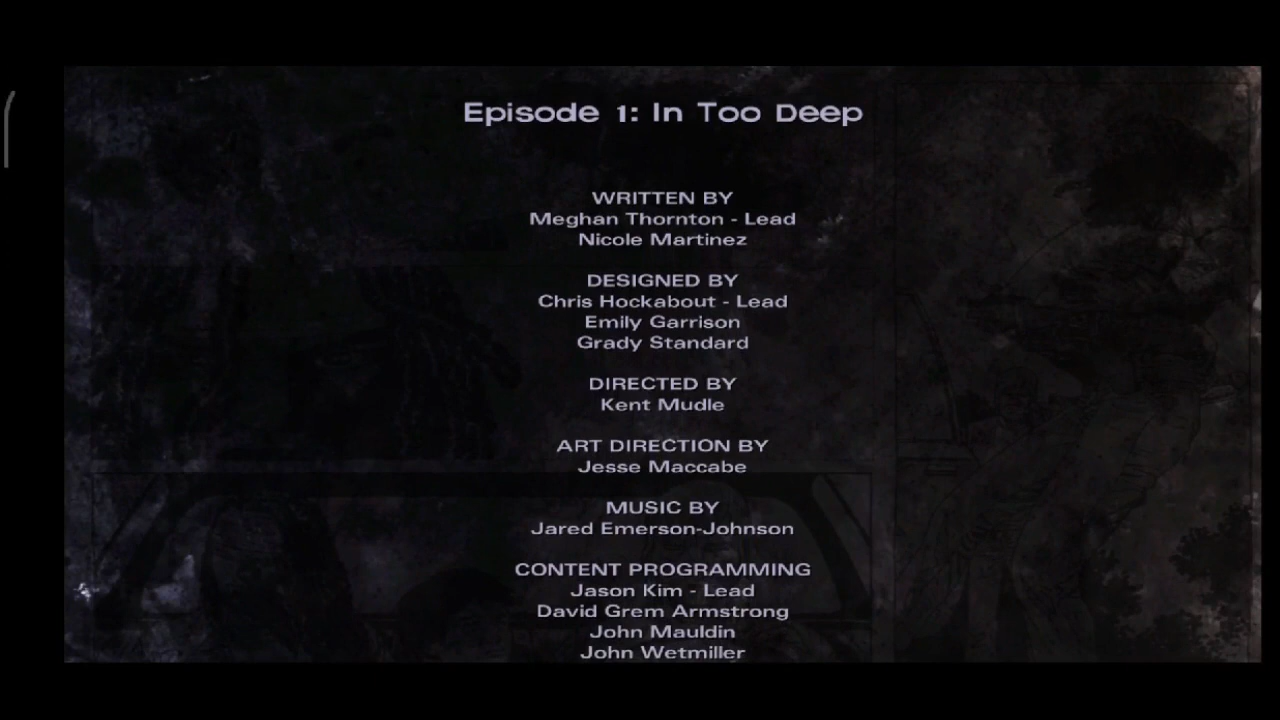 Episode 1: In Too Deep
WRITTEN BY
Meghan Thornton - Lead
Nicole Martinez
DESIGNED BY
Chris Hockabout - Lead
Emily Garrison
Grady Standard
DIRECTED BY
Kent Mudle
ART DIRECTION BY
Jesse Maccabe
MUSIC BY
Jared Emerson-Johnson
CONTENT PROGRAMMING
Jason Kim - Lead
David Grem Armstrong
John Mauldin
John Wetmiller